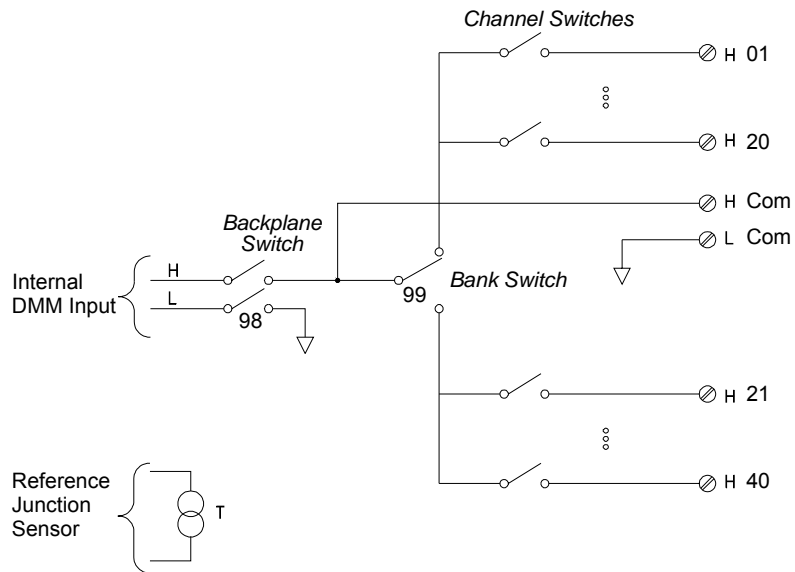 Channel Switches
H 01
H 20
H Com
L Com
Backplane
Switch
Internal
DMM Input
H
L
98
99
Bank Switch
H 21
H 40
Reference
Junction
Sensor
T